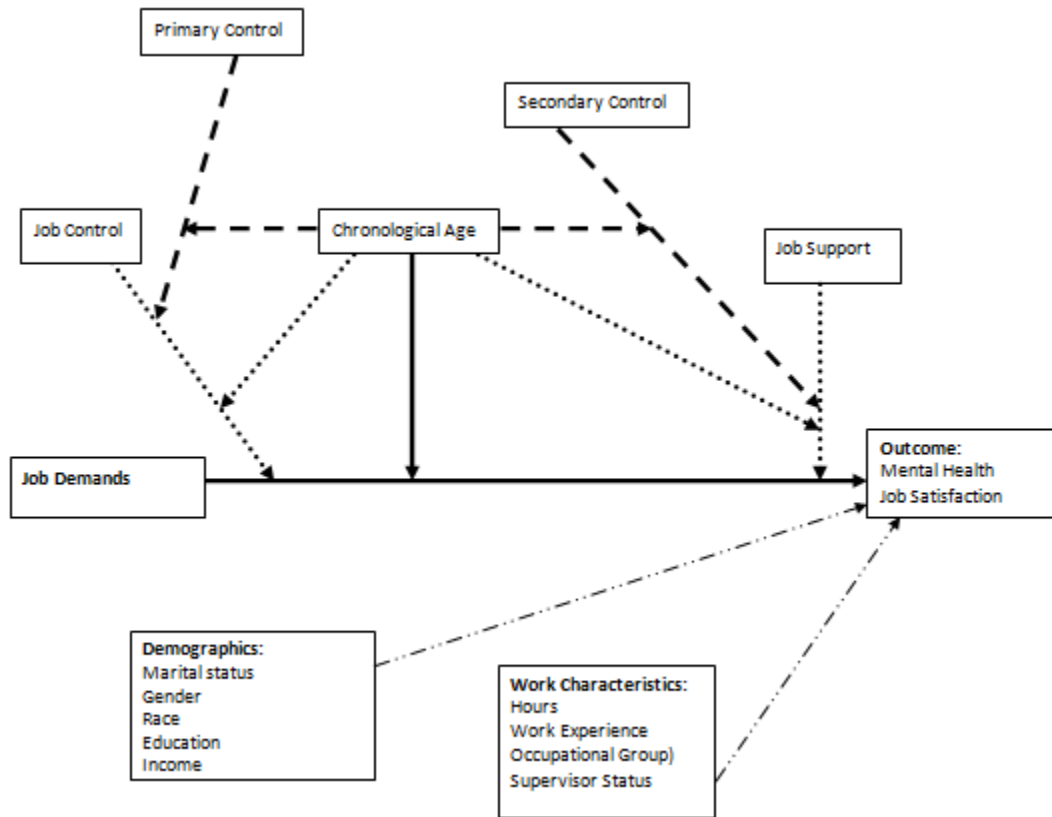 Primary Control
Secondary Control
Job Control
Chronological Age
Job Support
Job Demands
Outcome:
Mental Health
Job Satisfaction
Demographics:
Marital status
Gender
Race
Education
Income
Work Characteristics:
Hours
Work Experience
Occupational Group)
Supervisor Status